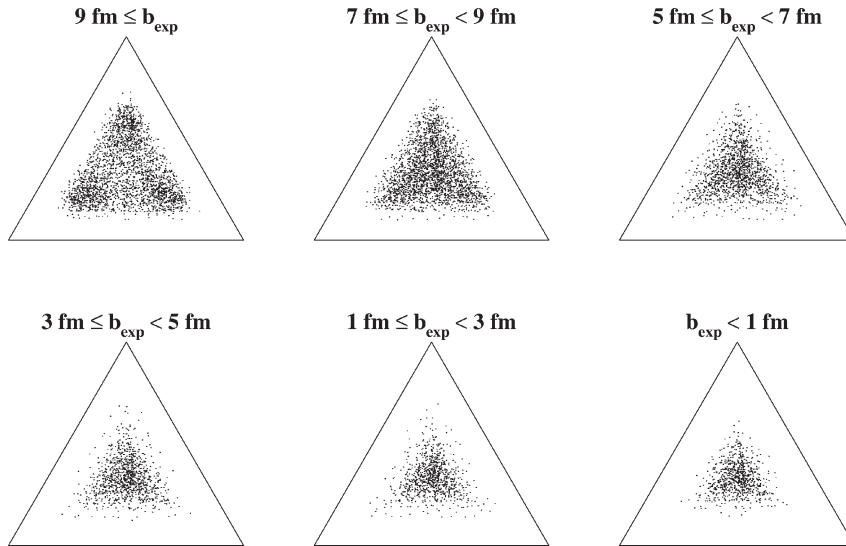 9 fm ≤ b_exp
7 fm ≤ b_exp < 9 fm
5 fm ≤ b_exp < 7 fm
3 fm ≤ b_exp < 5 fm
1 fm ≤ b_exp < 3 fm
b_exp < 1 fm